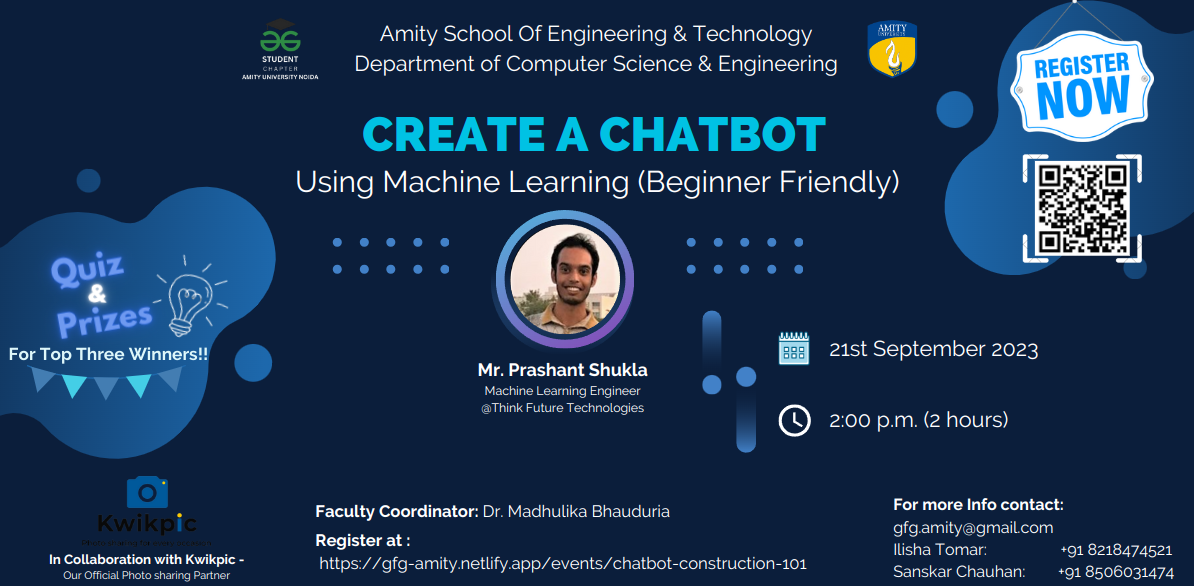 STUDENT
CHAPTER
AMITY UNIVERSITY NOIDA
Amity School Of Engineering & Technology
Department of Computer Science & Engineering
AMITY
UNIVERSITY
REGISTER
NOW
CREATE A CHATBOT
Using Machine Learning (Beginner Friendly)
Quiz
&
Prizes
For Top Three Winners!!
Mr. Prashant Shukla
Machine Learning Engineer
@Think Future Technologies
21st September 2023
2:00 p.m. (2 hours)
Kwikpic
In Collaboration with Kwikpic -
Our Official Photo sharing Partner
Faculty Coordinator: Dr. Madhulika Bhauduria
Register at :
https://gfg-amity.netlify.app/events/chatbot-construction-101
For more Info contact:
gfg.amity@gmail.com
Ilisha Tomar: +91 8218474521
Sanskar Chauhan: +91 8506031474